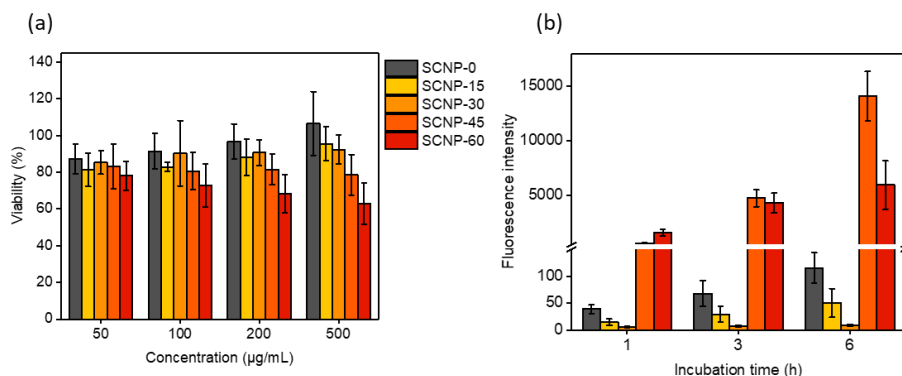 (a)
140
120
100
80
60
40
20
0
Viability (%)
50 100 200 500
Concentration (µg/mL)
SCNP-0
SCNP-15
SCNP-30
SCNP-45
SCNP-60
(b)
15000
10000
5000
100
50
0
Fluorescence intensity
1 3 6
Incubation time (h)